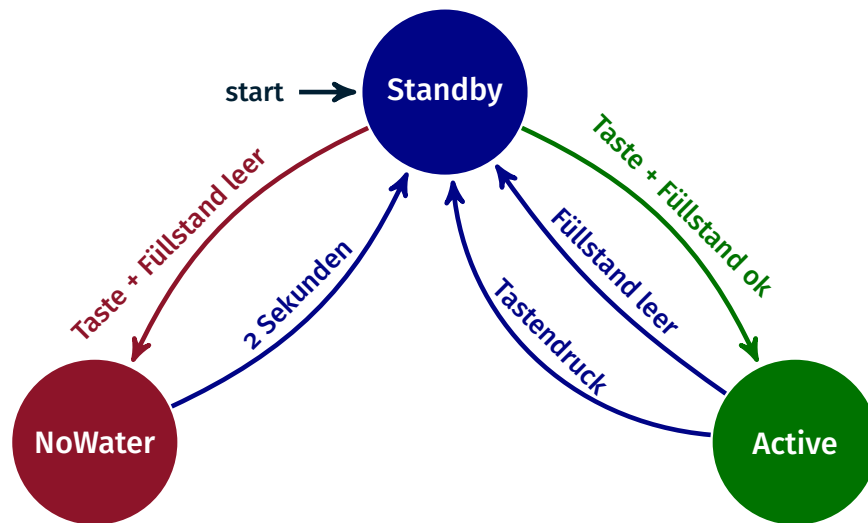 Standby
start
Taste + Füllstand leer
Taste + Füllstand ok
2 Sekunden
Füllstand leer
Tastendruck
NoWater
Active